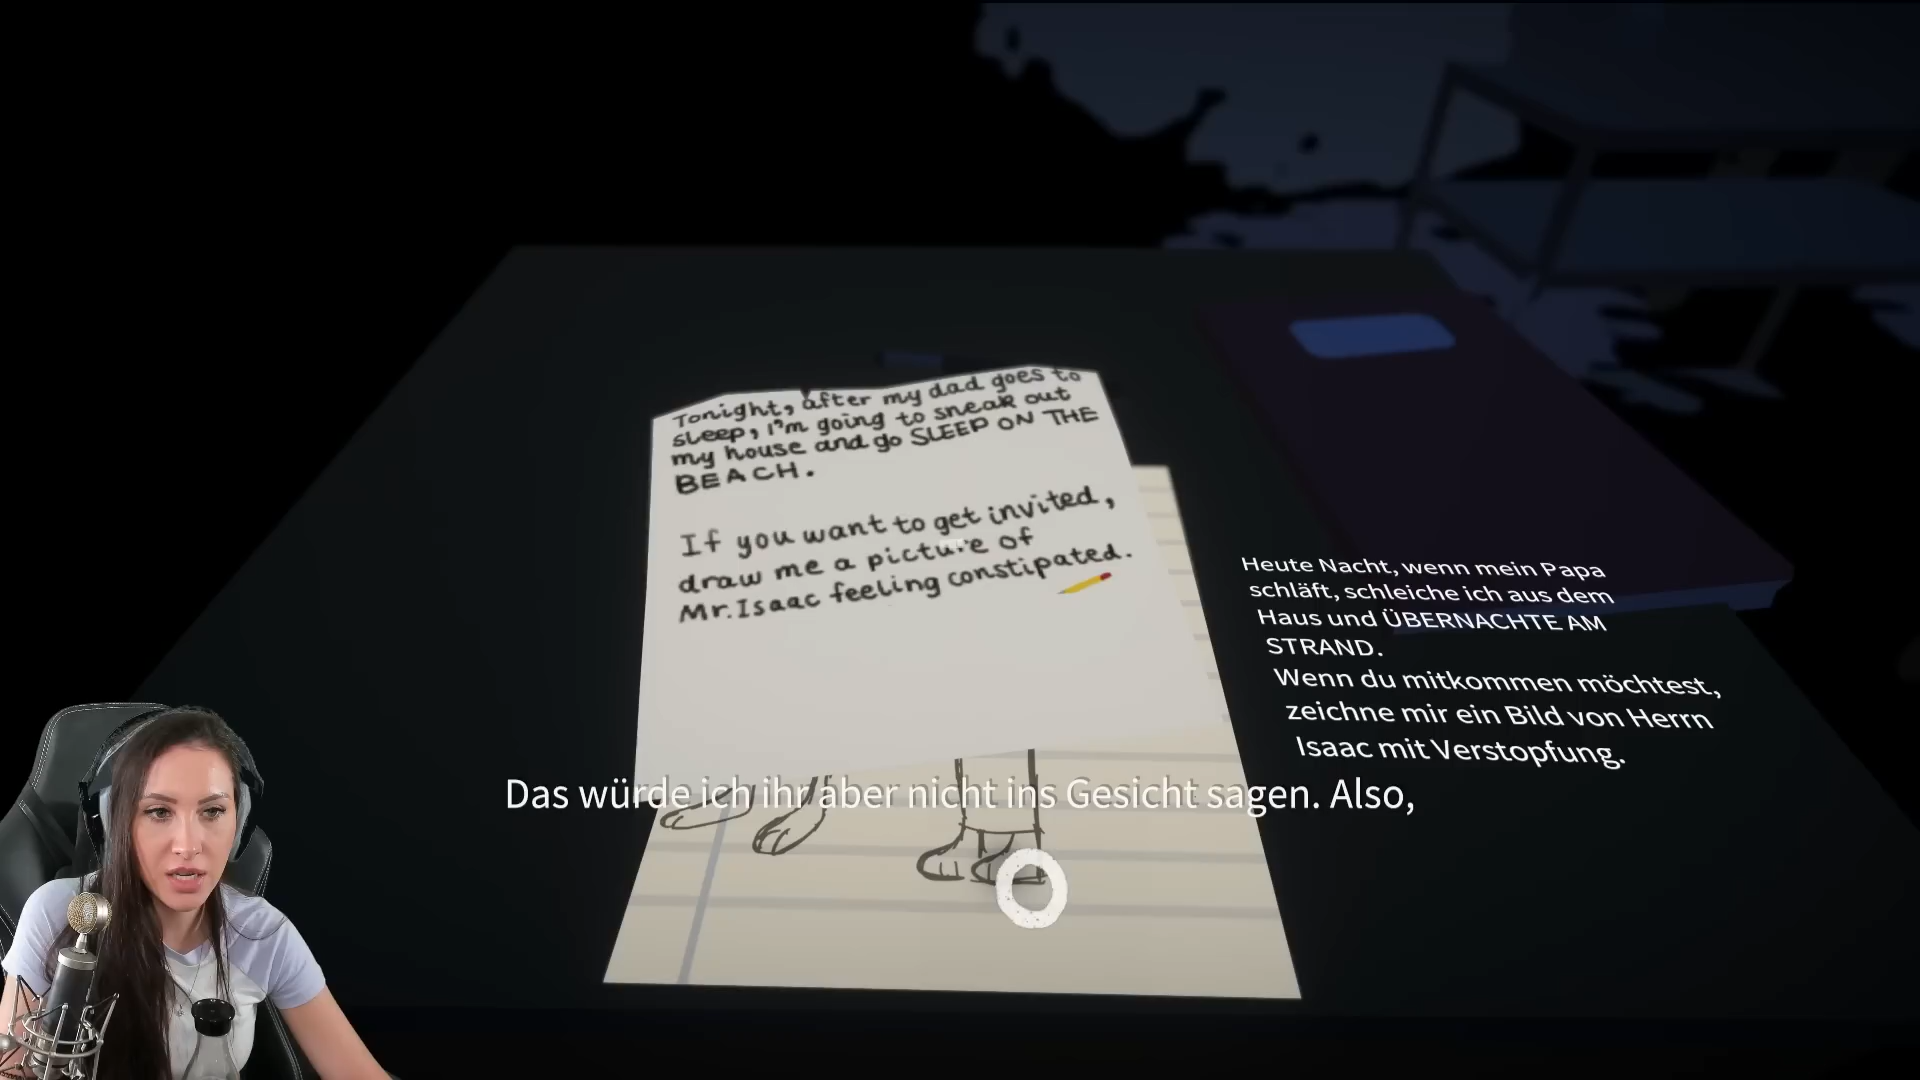 Tonight, after my dad goes to
sleep, I'm going to sneak out
my house and go SLEEP ON THE
BEACH.
If you want to get invited,
draw me a picture of
Mr. Isaac feeling constipated.
Heute Nacht, wenn mein Papa
schläft, schleiche ich aus dem
Haus und ÜBERNACHTE AM
STRAND.
Wenn du mitkommen möchtest,
zeichne mir ein Bild von Herrn
Isaac mit Verstopfung.
Das würde ich ihr aber nicht ins Gesicht sagen. Also,